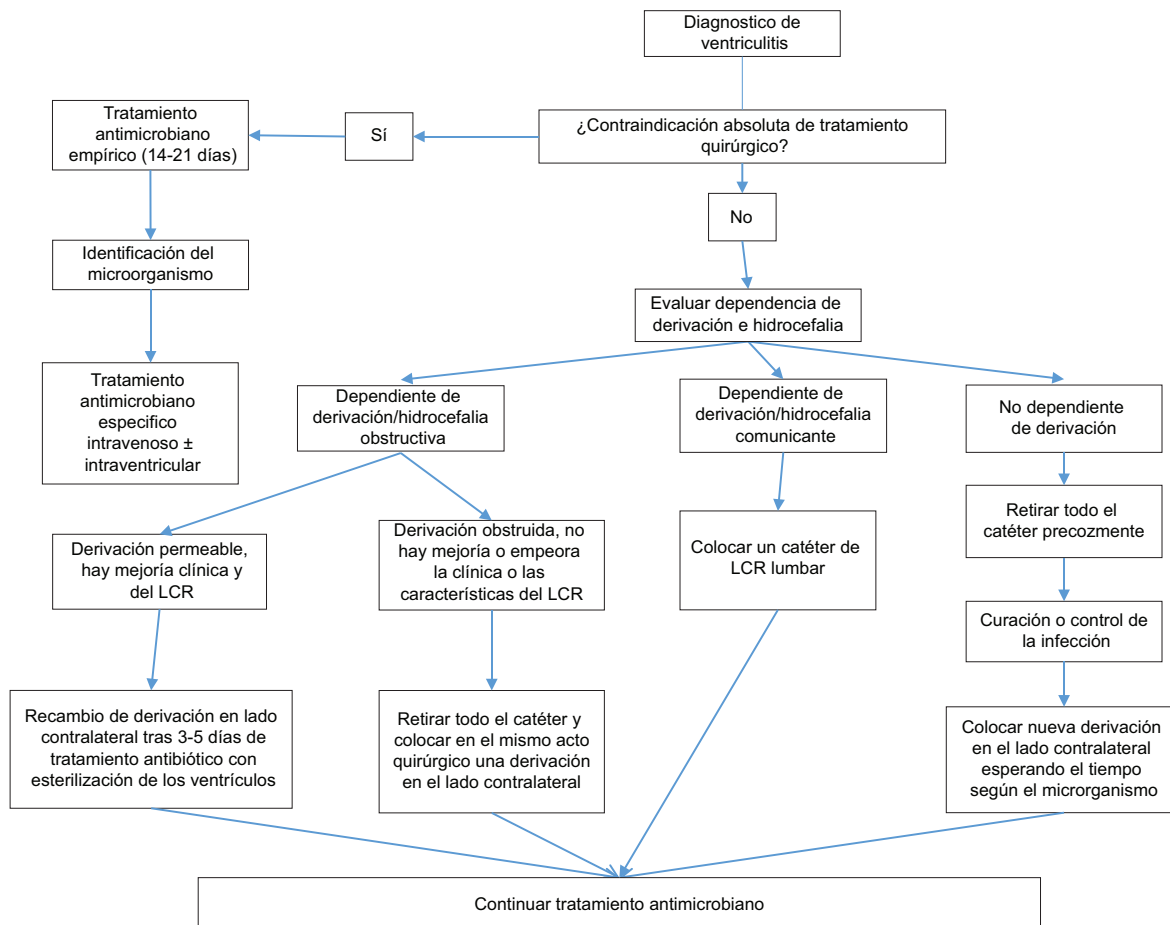 Diagnostico de
ventriculitis
¿Contraindicación absoluta de tratamiento
quirúrgico?
Sí
Tratamiento
antimicrobiano
empírico (14-21 días)
Identificación del
microorganismo
Tratamiento
antimicrobiano
especifico
intravenoso ±
intraventricular
No
Evaluar dependencia de
derivación e hidrocefalia
Dependiente de
derivación/hidrocefalia
obstructiva
Dependiente de
derivación/hidrocefalia
comunicante
No dependiente
de derivación
Derivación permeable,
hay mejoría clínica y
del LCR
Derivación obstruida, no
hay mejoría o empeora
la clínica o las
características del LCR
Colocar un catéter de
LCR lumbar
Retirar todo el
catéter precozmente
Curación o control de
la infección
Recambio de derivación en lado
contralateral tras 3-5 días de
tratamiento antibiótico con
esterilización de los ventrículos
Retirar todo el catéter y
colocar en el mismo acto
quirúrgico una derivación
en el lado contralateral
Colocar nueva derivación
en el lado contralateral
esperando el tiempo
según el microrganismo
Continuar tratamiento antimicrobiano